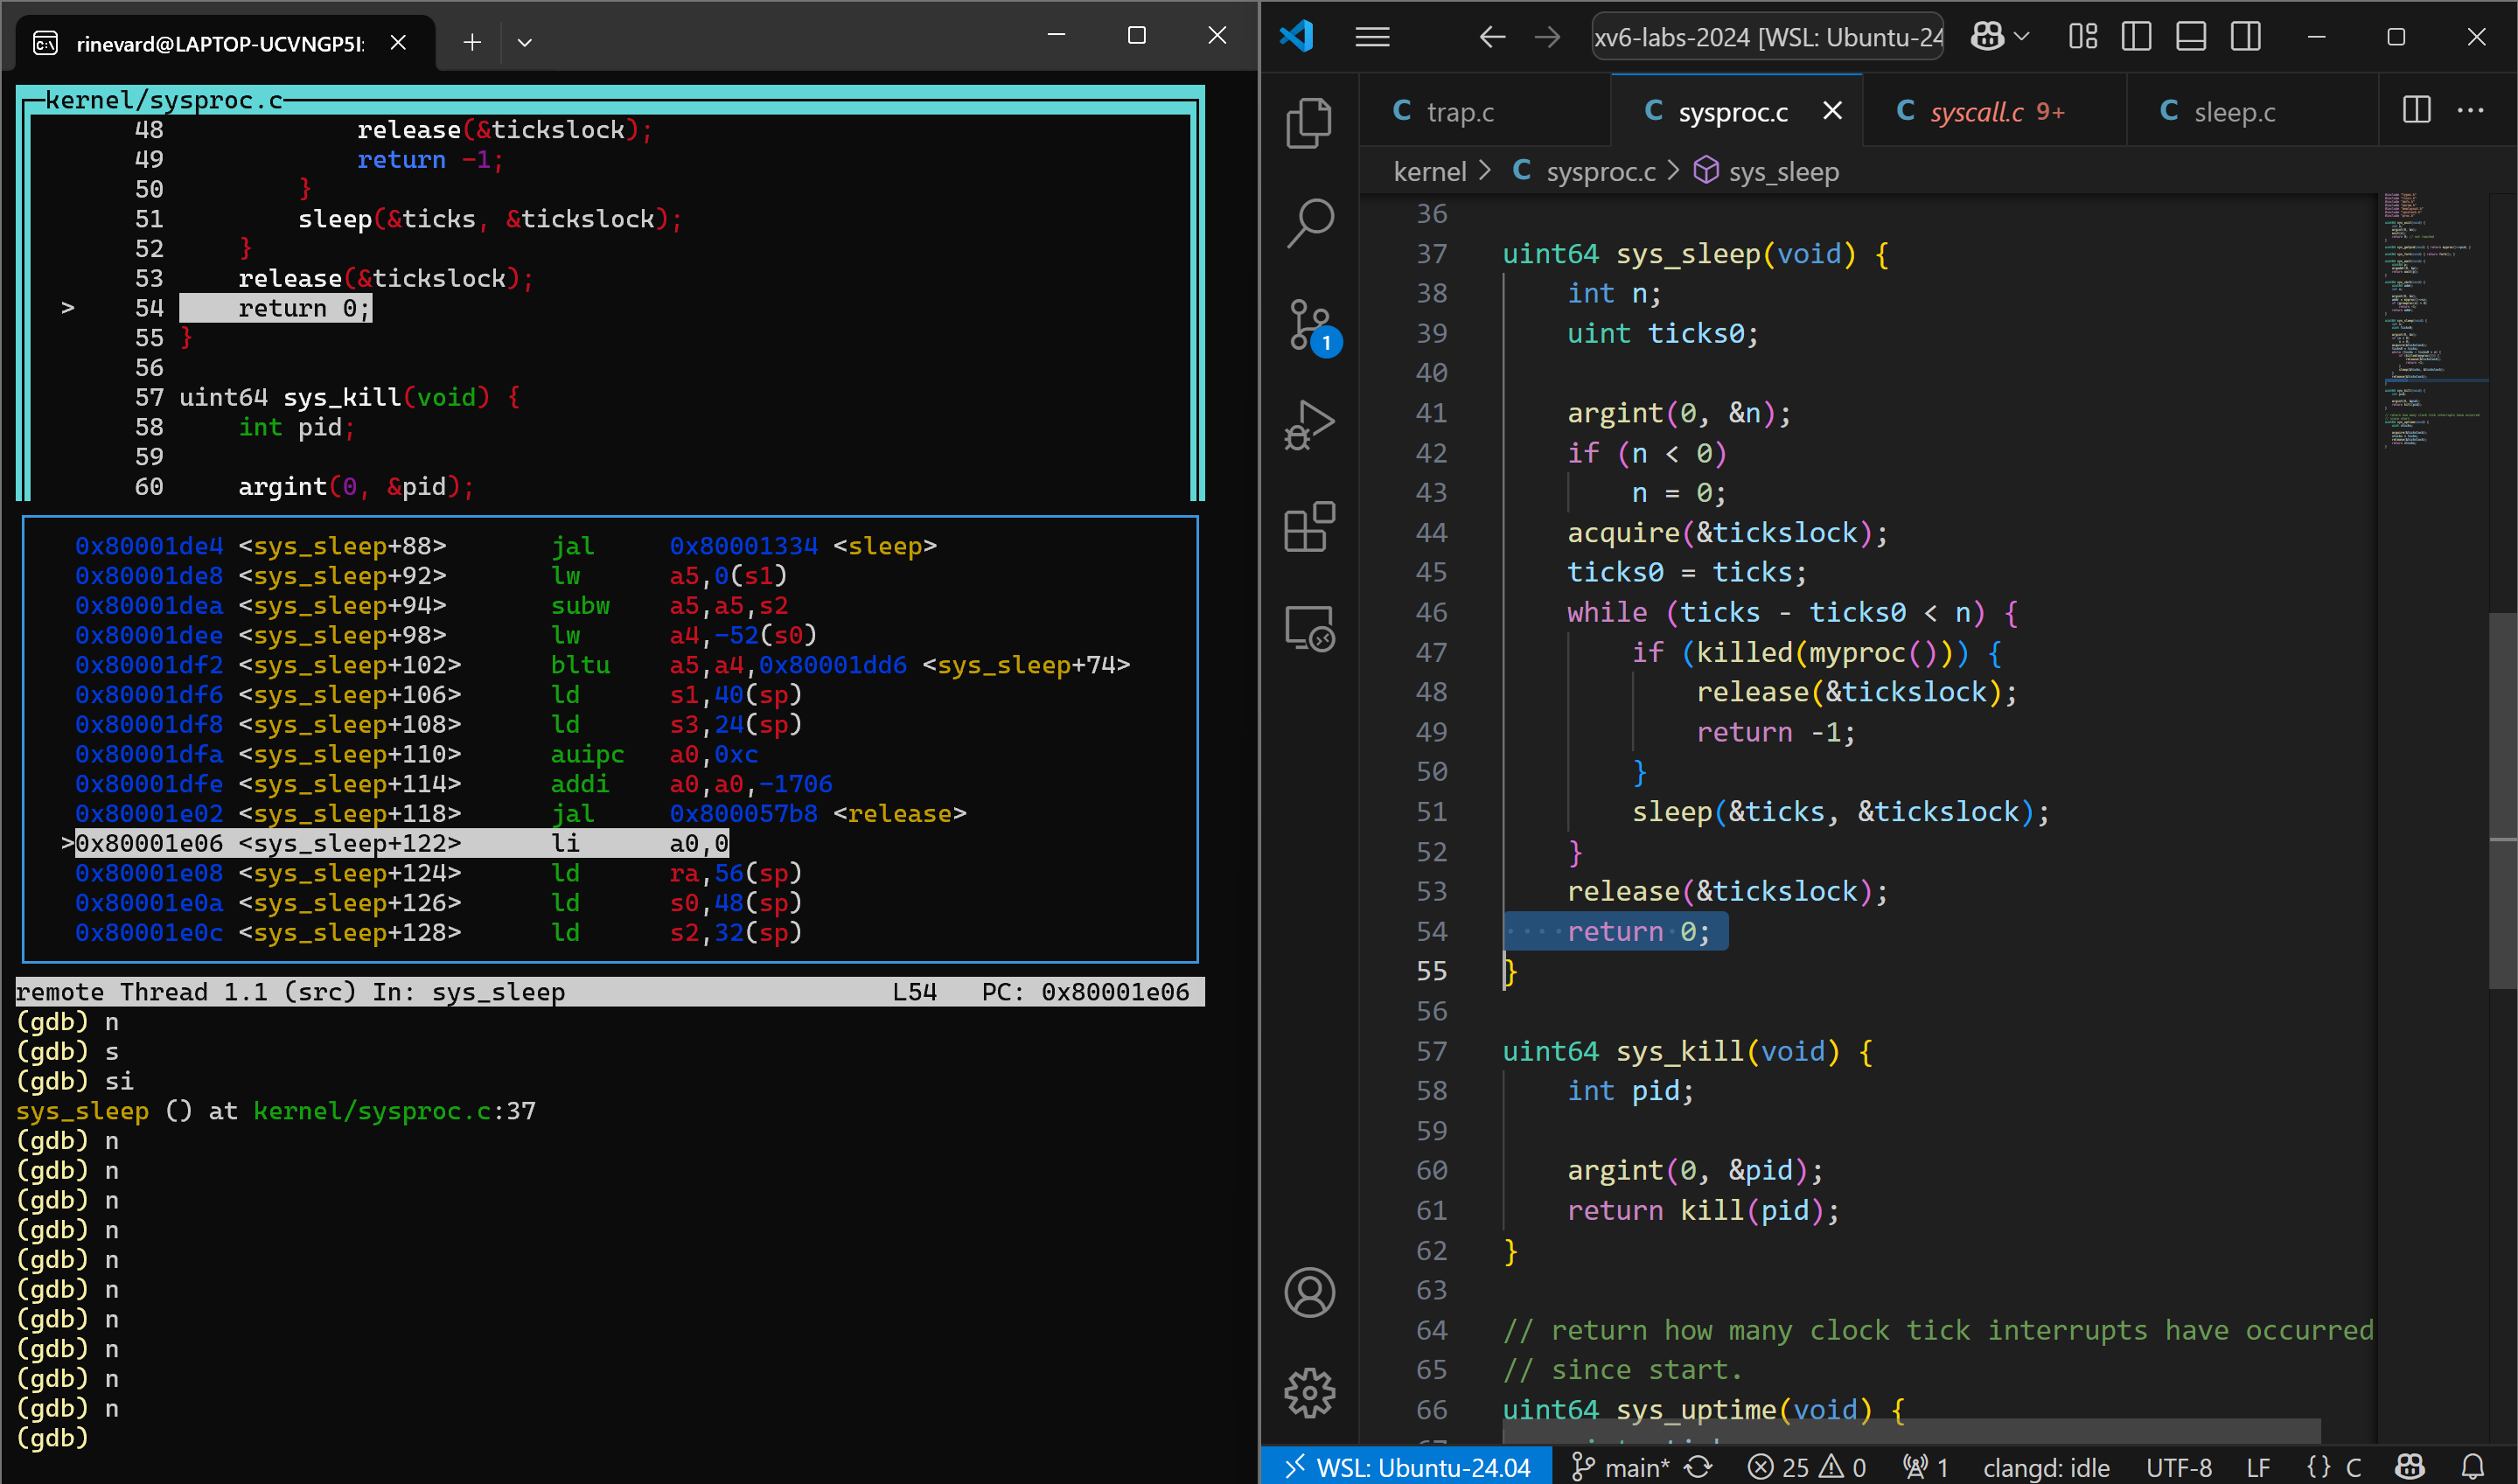 rinevard@LAPTOP-UCVNGP5I:
kernel/sysproc.c
48 release(&tickslock);
49 return -1;
50 }
51 sleep(&ticks, &tickslock);
52 }
53 release(&tickslock);
> 54 return 0;
55 }
56
57 uint64 sys_kill(void) {
58 int pid;
59
60 argint(0, &pid);
0x80001de4 <sys_sleep+88> jal 0x80001334 <sleep>
0x80001de8 <sys_sleep+92> lw a5,0(s1)
0x80001dea <sys_sleep+94> subw a5,a5,s2
0x80001dee <sys_sleep+98> lw a4,-52(s0)
0x80001df2 <sys_sleep+102> bltu a5,a4,0x80001dd6 <sys_sleep+74>
0x80001df6 <sys_sleep+106> ld s1,40(sp)
0x80001df8 <sys_sleep+108> ld s3,24(sp)
0x80001dfa <sys_sleep+110> auipc a0,0xc
0x80001dfe <sys_sleep+114> addi a0,a0,-1706
0x80001e02 <sys_sleep+118> jal 0x800057b8 <release>
>0x80001e06 <sys_sleep+122> li a0,0
0x80001e08 <sys_sleep+124> ld ra,56(sp)
0x80001e0a <sys_sleep+126> ld s0,48(sp)
0x80001e0c <sys_sleep+128> ld s2,32(sp)
remote Thread 1.1 (src) In: sys_sleep L54 PC: 0x80001e06
(gdb) n
(gdb) s
(gdb) si
sys_sleep () at kernel/sysproc.c:37
(gdb) n
(gdb) n
(gdb) n
(gdb) n
(gdb) n
(gdb) n
(gdb) n
(gdb) n
(gdb) n
(gdb) n
(gdb)
xv6-labs-2024 [WSL: Ubuntu-24
C trap.c
C sysproc.c
C syscall.c 9+
C sleep.c
kernel > C sysproc.c > sys_sleep
1
36
37 uint64 sys_sleep(void) {
38 int n;
39 uint ticks0;
40
41 argint(0, &n);
42 if (n < 0)
43 n = 0;
44 acquire(&tickslock);
45 ticks0 = ticks;
46 while (ticks - ticks0 < n) {
47 if (killed(myproc())) {
48 release(&tickslock);
49 return -1;
50 }
51 sleep(&ticks, &tickslock);
52 }
53 release(&tickslock);
54 ····return·0;
55 }
56
57 uint64 sys_kill(void) {
58 int pid;
59
60 argint(0, &pid);
61 return kill(pid);
62 }
63
64 // return how many clock tick interrupts have occurred
65 // since start.
66 uint64 sys_uptime(void) {
WSL: Ubuntu-24.04 main* 25 0 1 clangd: idle UTF-8 LF {} C